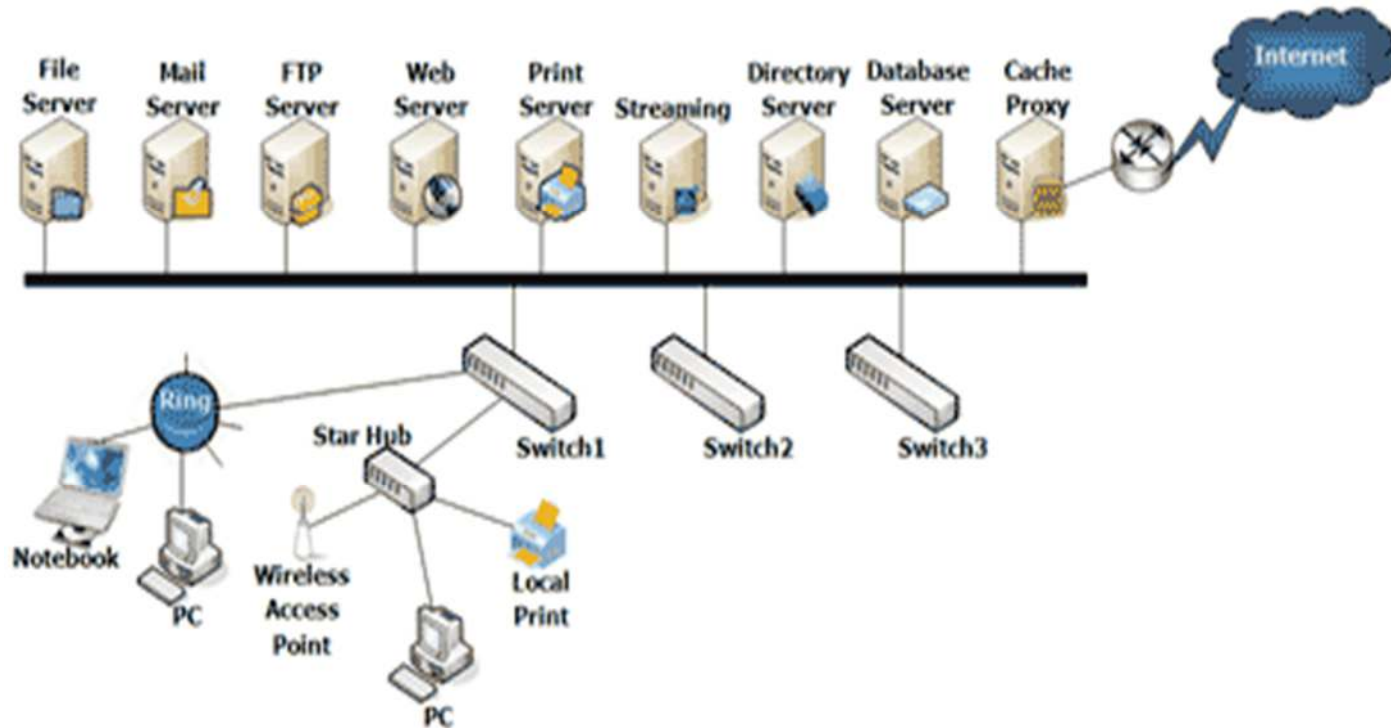 Internet
File
Server
Mail
Server
FTP
Server
Web
Server
Print
Server
Streaming
Directory
Server
Database
Server
Cache
Proxy
Ring
Star Hub
Switch1
Switch2
Switch3
Notebook
PC
Wireless
Access
Point
Local
Print
PC